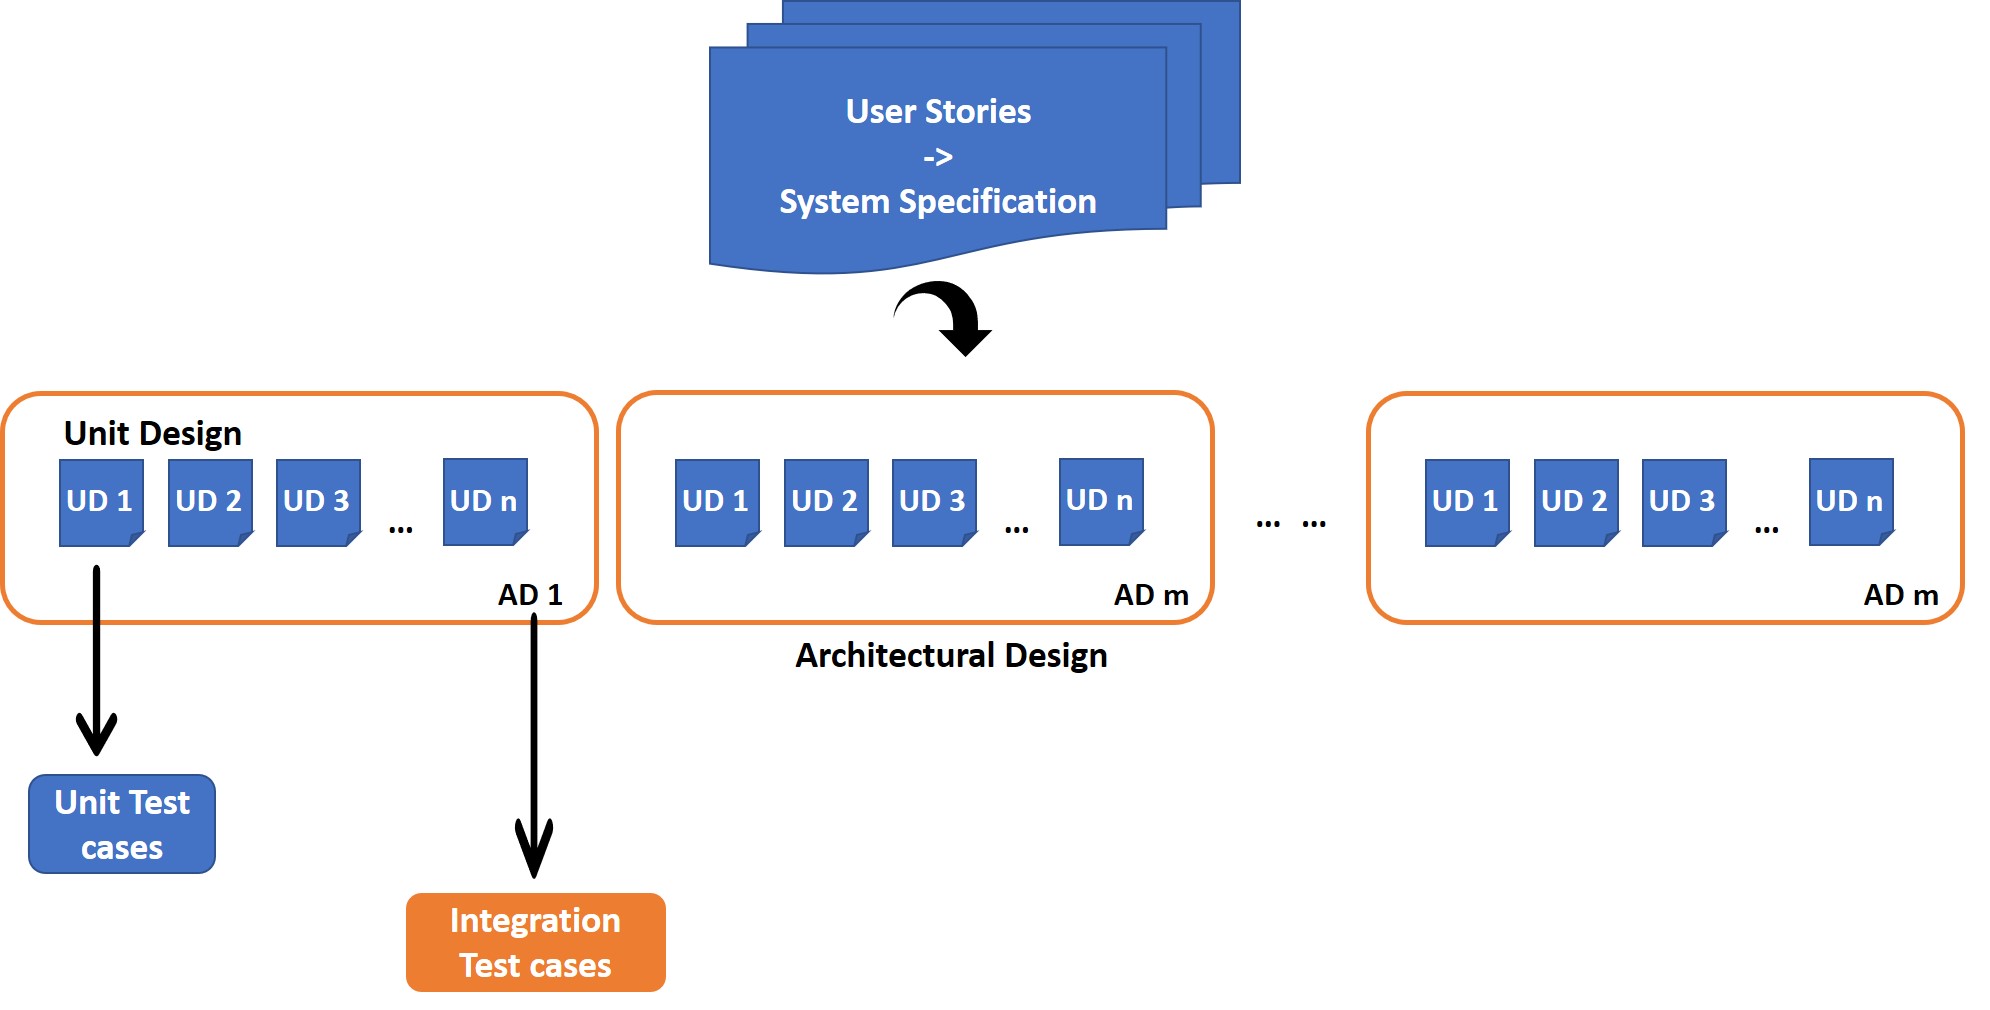 User Stories
->
System Specification
Unit Design
UD 1 UD 2 UD 3 ... UD n
AD 1
UD 1 UD 2 UD 3 ... UD n
AD m
... ...
UD 1 UD 2 UD 3 ... UD n
AD m
Architectural Design
Unit Test
cases
Integration
Test cases